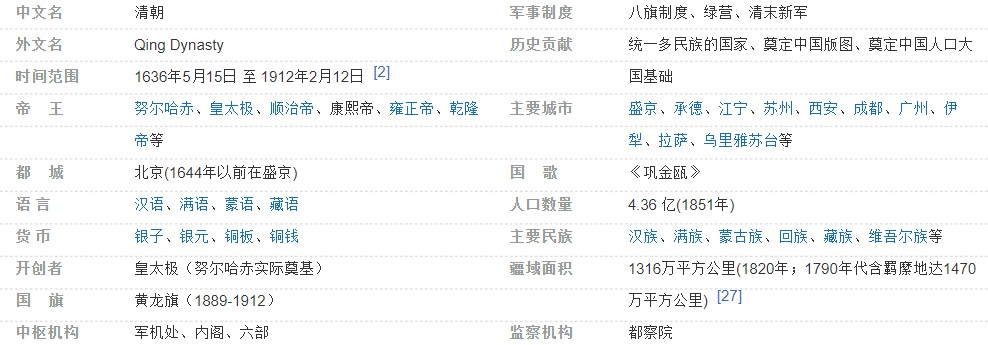 中文名 清朝
外文名 Qing Dynasty
时间范围 1636年5月15日 至 1912年2月12日 [2]
帝 王 努尔哈赤、皇太极、顺治帝、康熙帝、雍正帝、乾隆
帝等
都 城 北京(1644年以前在盛京)
语 言 汉语、满语、蒙语、藏语
货 币 银子、银元、铜板、铜钱
开创者 皇太极（努尔哈赤实际奠基）
国 旗 黄龙旗（1889-1912）
中枢机构 军机处、内阁、六部
军事制度 八旗制度、绿营、清末新军
历史贡献 统一多民族的国家、奠定中国版图、奠定中国人口大
国基础
主要城市 盛京、承德、江宁、苏州、西安、成都、广州、伊
犁、拉萨、乌里雅苏台等
国 歌 《巩金瓯》
人口数量 4.36 亿(1851年)
主要民族 汉族、满族、蒙古族、回族、藏族、维吾尔族等
疆域面积 1316万平方公里(1820年；1790年代含羁縻地达1470
万平方公里) [27]
监察机构 都察院